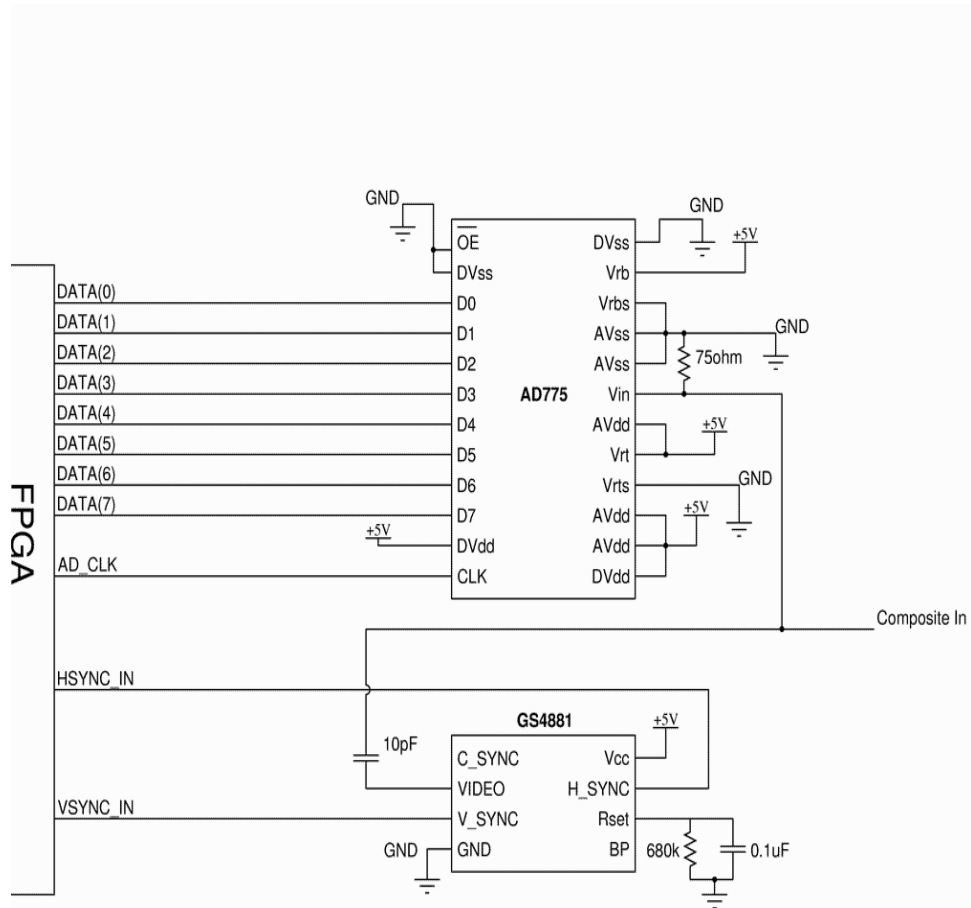 GND
GND
+5V
OE
DVss
D0
D1
D2
D3
D4
D5
D6
D7
DVdd
CLK
AD775
DVss
Vrb
Vrbs
AVss
AVss
Vin
AVdd
Vrt
Vrts
AVdd
AVdd
DVdd
GND
75ohm
+5V
GND
+5V
+5V
DATA(0)
DATA(1)
DATA(2)
DATA(3)
DATA(4)
DATA(5)
DATA(6)
DATA(7)
AD_CLK
FPGA
Composite In
HSYNC_IN
VSYNC_IN
10pF
GS4881
+5V
C_SYNC
VIDEO
V_SYNC
GND
Vcc
H_SYNC
Rset
BP
GND
680k
0.1uF